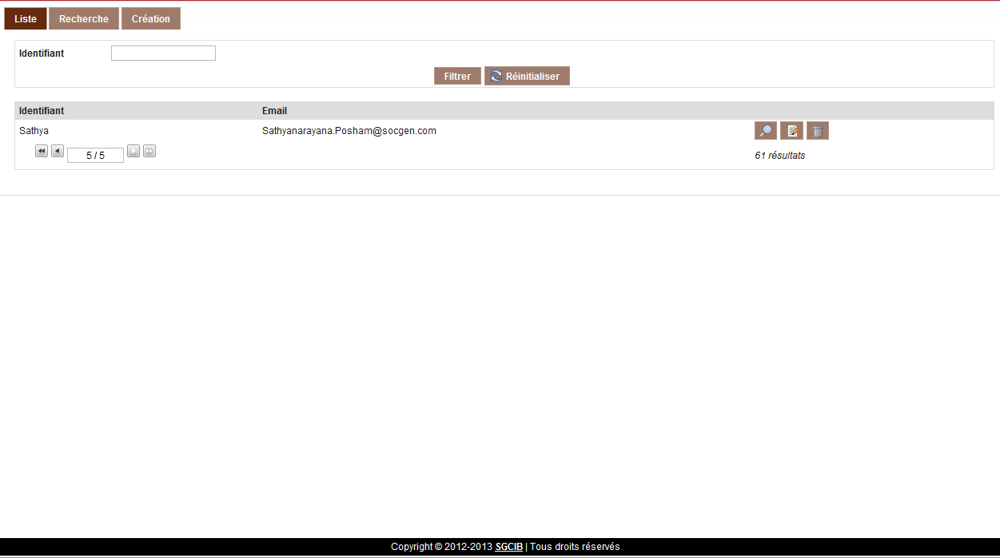 Liste Recherche Création
Identifiant
Filtrer Réinitialiser
Identifiant Email
Sathya Sathyanarayana.Posham@socgen.com
5 / 5 61 résultats
Copyright © 2012-2013 SGCIB | Tous droits réservés